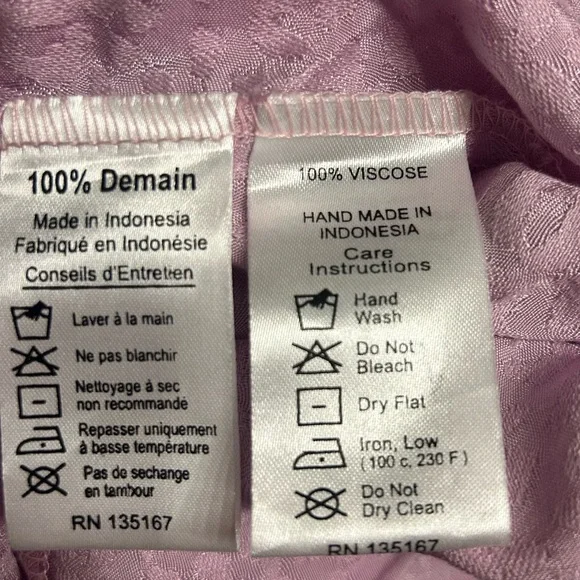 100% Demain
Made in Indonesia
Fabriqué en Indonésie
Conseils d'Entretien
Laver à la main
Ne pas blanchir
Nettoyage à sec
non recommandé
Repasser uniquement
à basse température
Pas de sechange
en tambour
RN 135167
100% VISCOSE
HAND MADE IN
INDONESIA
Care
Instructions
Hand
Wash
Do Not
Bleach
Dry Flat
Iron, Low
(100 c, 230 F)
Do Not
Dry Clean
RN 135167